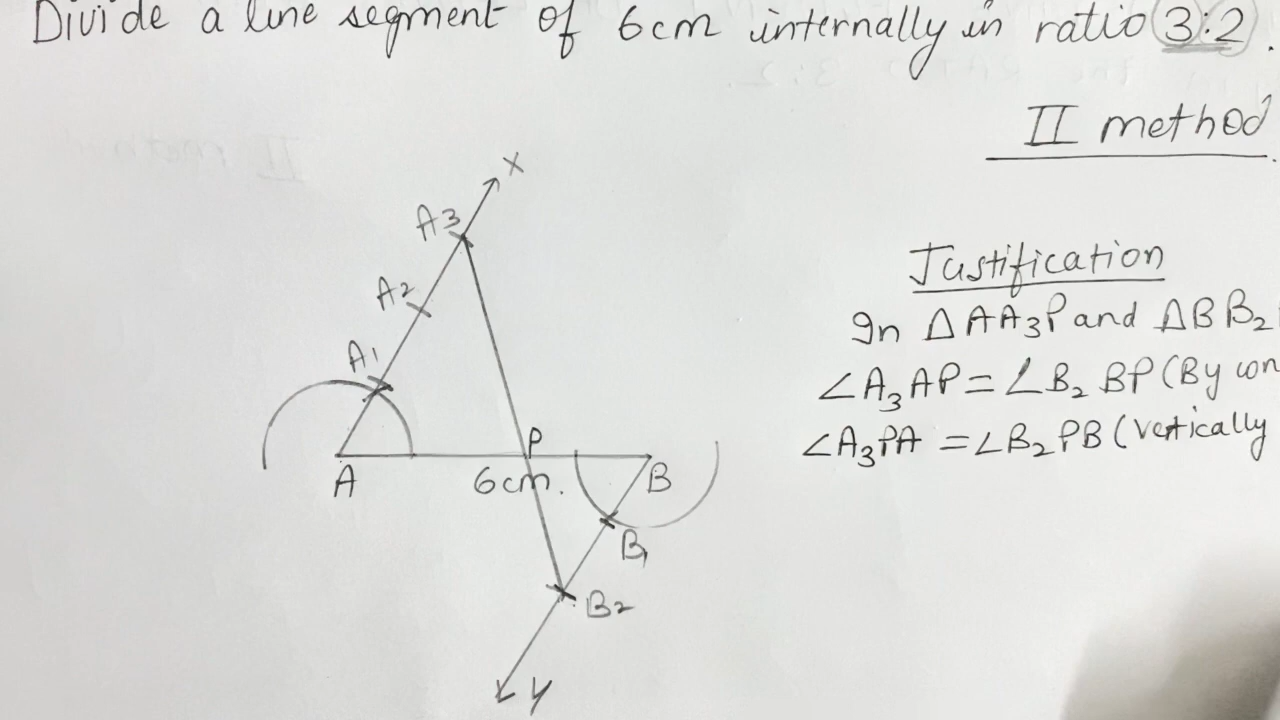 Divide a line segment of 6cm internally in ratio 3:2.
II method
X
A3
A2
A1
P
A
6cm.
B
B1
B2
Y
Justification
In ΔAA₃P and ΔBB₂
∠A₃AP = ∠B₂BP (By con
∠A₃PA = ∠B₂PB (Vertically